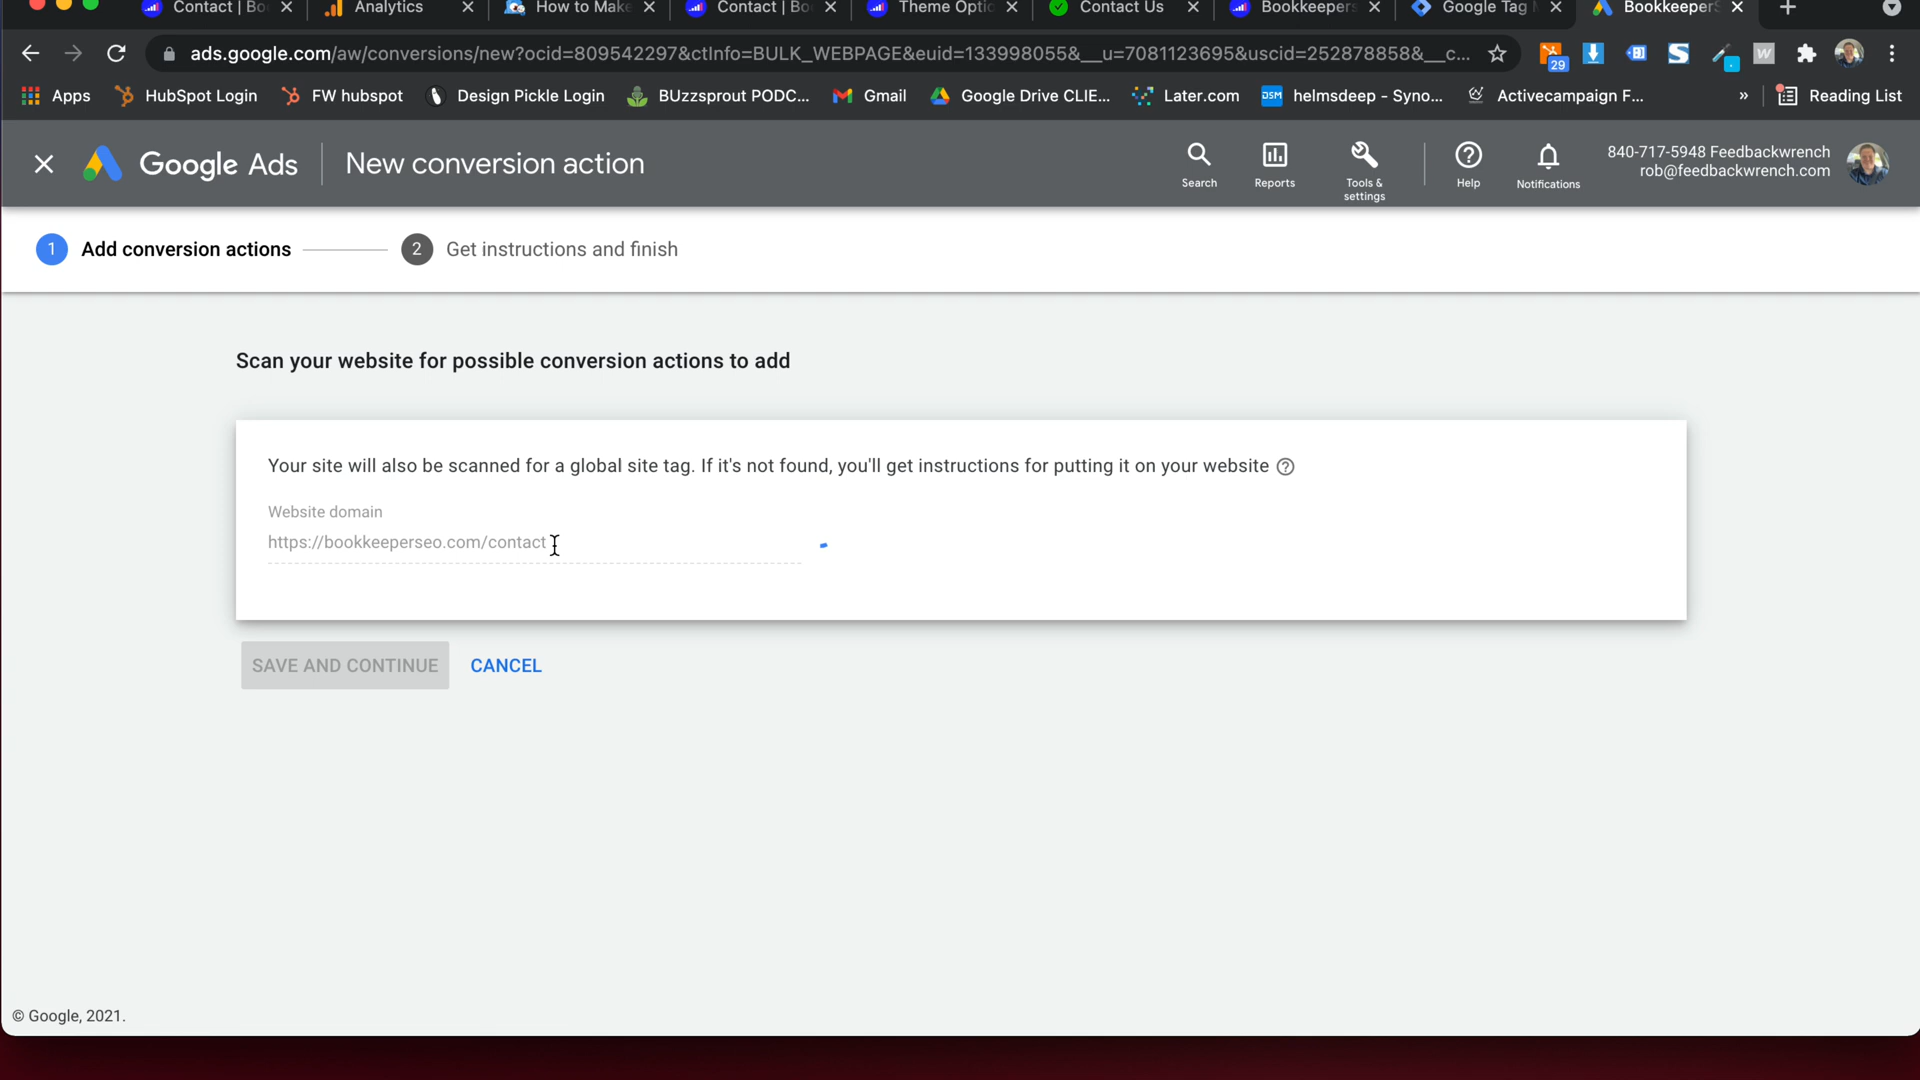 Contact | Bo
Analytics
How to Make
Contact | Bo
Theme Optio
Contact Us
Bookkeepers
Google Tag M
BookkeeperS
ads.google.com/aw/conversions/new?ocid=809542297&ctInfo=BULK_WEBPAGE&euid=133998055&__u=7081123695&uscid=252878858&__c...
29
Apps
HubSpot Login
FW hubspot
Design Pickle Login
BUzzsprout PODC...
Gmail
Google Drive CLIE...
Later.com
DSM
helmsdeep - Syno...
Activecampaign F...
»
Reading List
Google Ads
New conversion action
Search
Reports
Tools &
settings
Help
Notifications
840-717-5948 Feedbackwrench
rob@feedbackwrench.com
1 Add conversion actions
2 Get instructions and finish
Scan your website for possible conversion actions to add
Your site will also be scanned for a global site tag. If it's not found, you'll get instructions for putting it on your website
Website domain
https://bookkeeperseo.com/contact
SAVE AND CONTINUE
CANCEL
© Google, 2021.